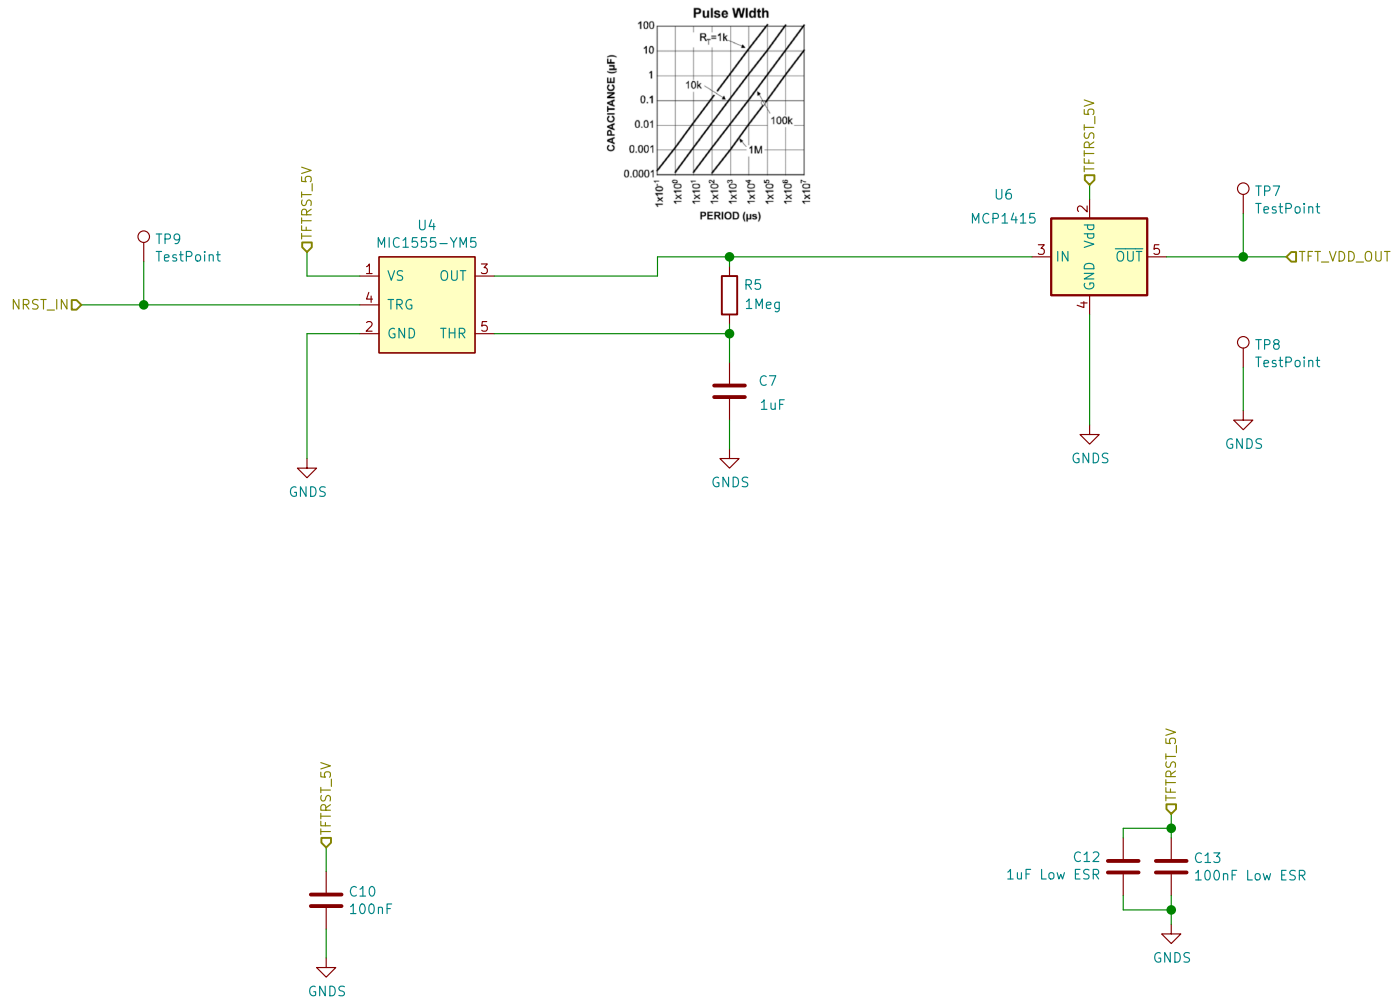 Pulse Width
CAPACITANCE (µF)
100
10
1
0.1
0.01
0.001
0.0001
R_T=1k
10k
100k
1M
1x10⁻¹
1x10⁰
1x10¹
1x10²
1x10³
1x10⁴
1x10⁵
1x10⁶
1x10⁷
PERIOD (µs)
NRST_IN
TP9
TestPoint
TFTRST_5V
U4
MIC1555-YM5
1
VS
OUT
3
4
TRG
2
GND
THR
5
GNDS
R5
1Meg
C7
1uF
GNDS
TFTRST_5V
U6
MCP1415
2
Vdd
3
IN
OUT
5
GND
4
GNDS
TP7
TestPoint
TFT_VDD_OUT
TP8
TestPoint
GNDS
TFTRST_5V
C10
100nF
GNDS
TFTRST_5V
C12
1uF Low ESR
C13
100nF Low ESR
GNDS